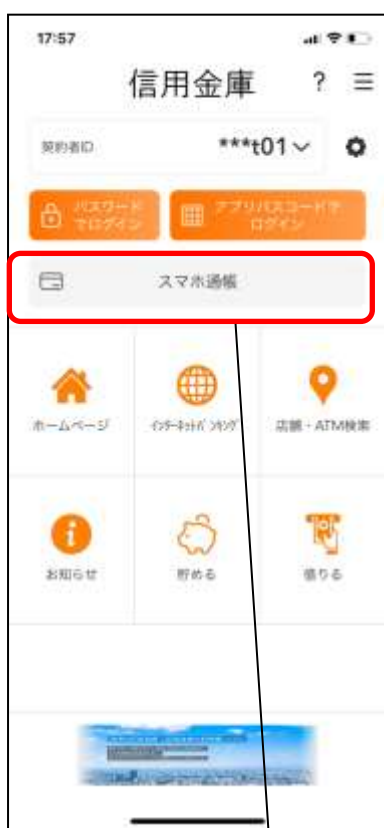 17:57
信用金庫 ? ☰
契約者ID ***t01
パスワード
でログイン
アプリパスコードで
ログイン
スマホ通帳
ホームページ インターネットバンキング 店舗・ATM検索
お知らせ 貯める 借りる